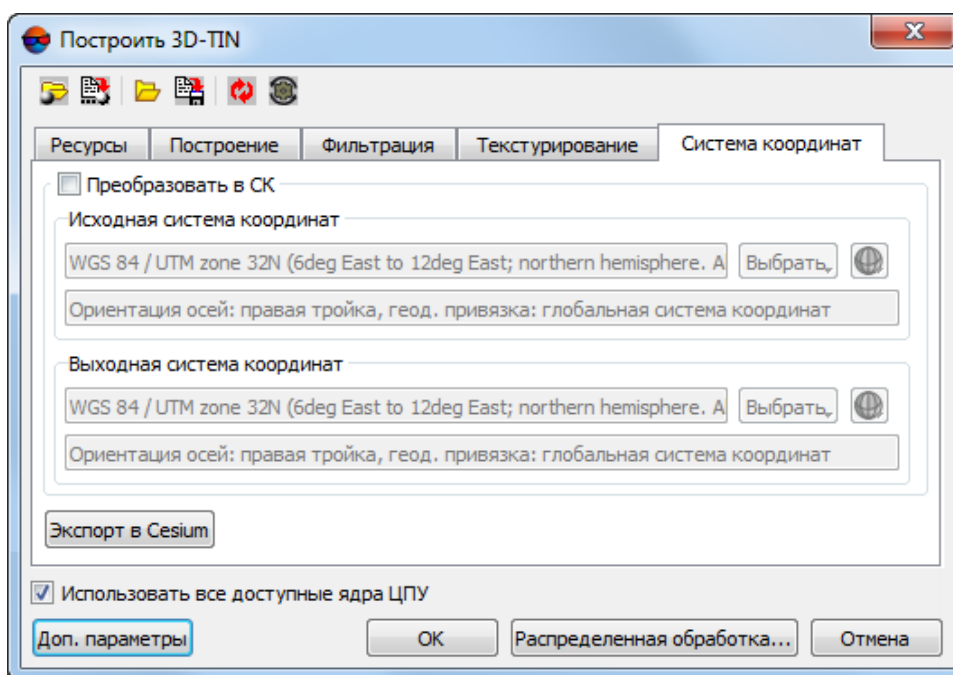 Построить 3D-TIN
Ресурсы Построение Фильтрация Текстурирование Система координат
Преобразовать в СК
Исходная система координат
WGS 84 / UTM zone 32N (6deg East to 12deg East; northern hemisphere. A Выбрать
Ориентация осей: правая тройка, геод. привязка: глобальная система координат
Выходная система координат
WGS 84 / UTM zone 32N (6deg East to 12deg East; northern hemisphere. A Выбрать
Ориентация осей: правая тройка, геод. привязка: глобальная система координат
Экспорт в Cesium
Использовать все доступные ядра ЦПУ
Доп. параметры OK Распределенная обработка... Отмена